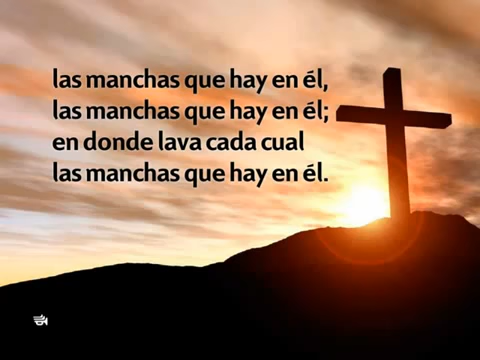 las manchas que hay en él,
las manchas que hay en él;
en donde lava cada cual
las manchas que hay en él.